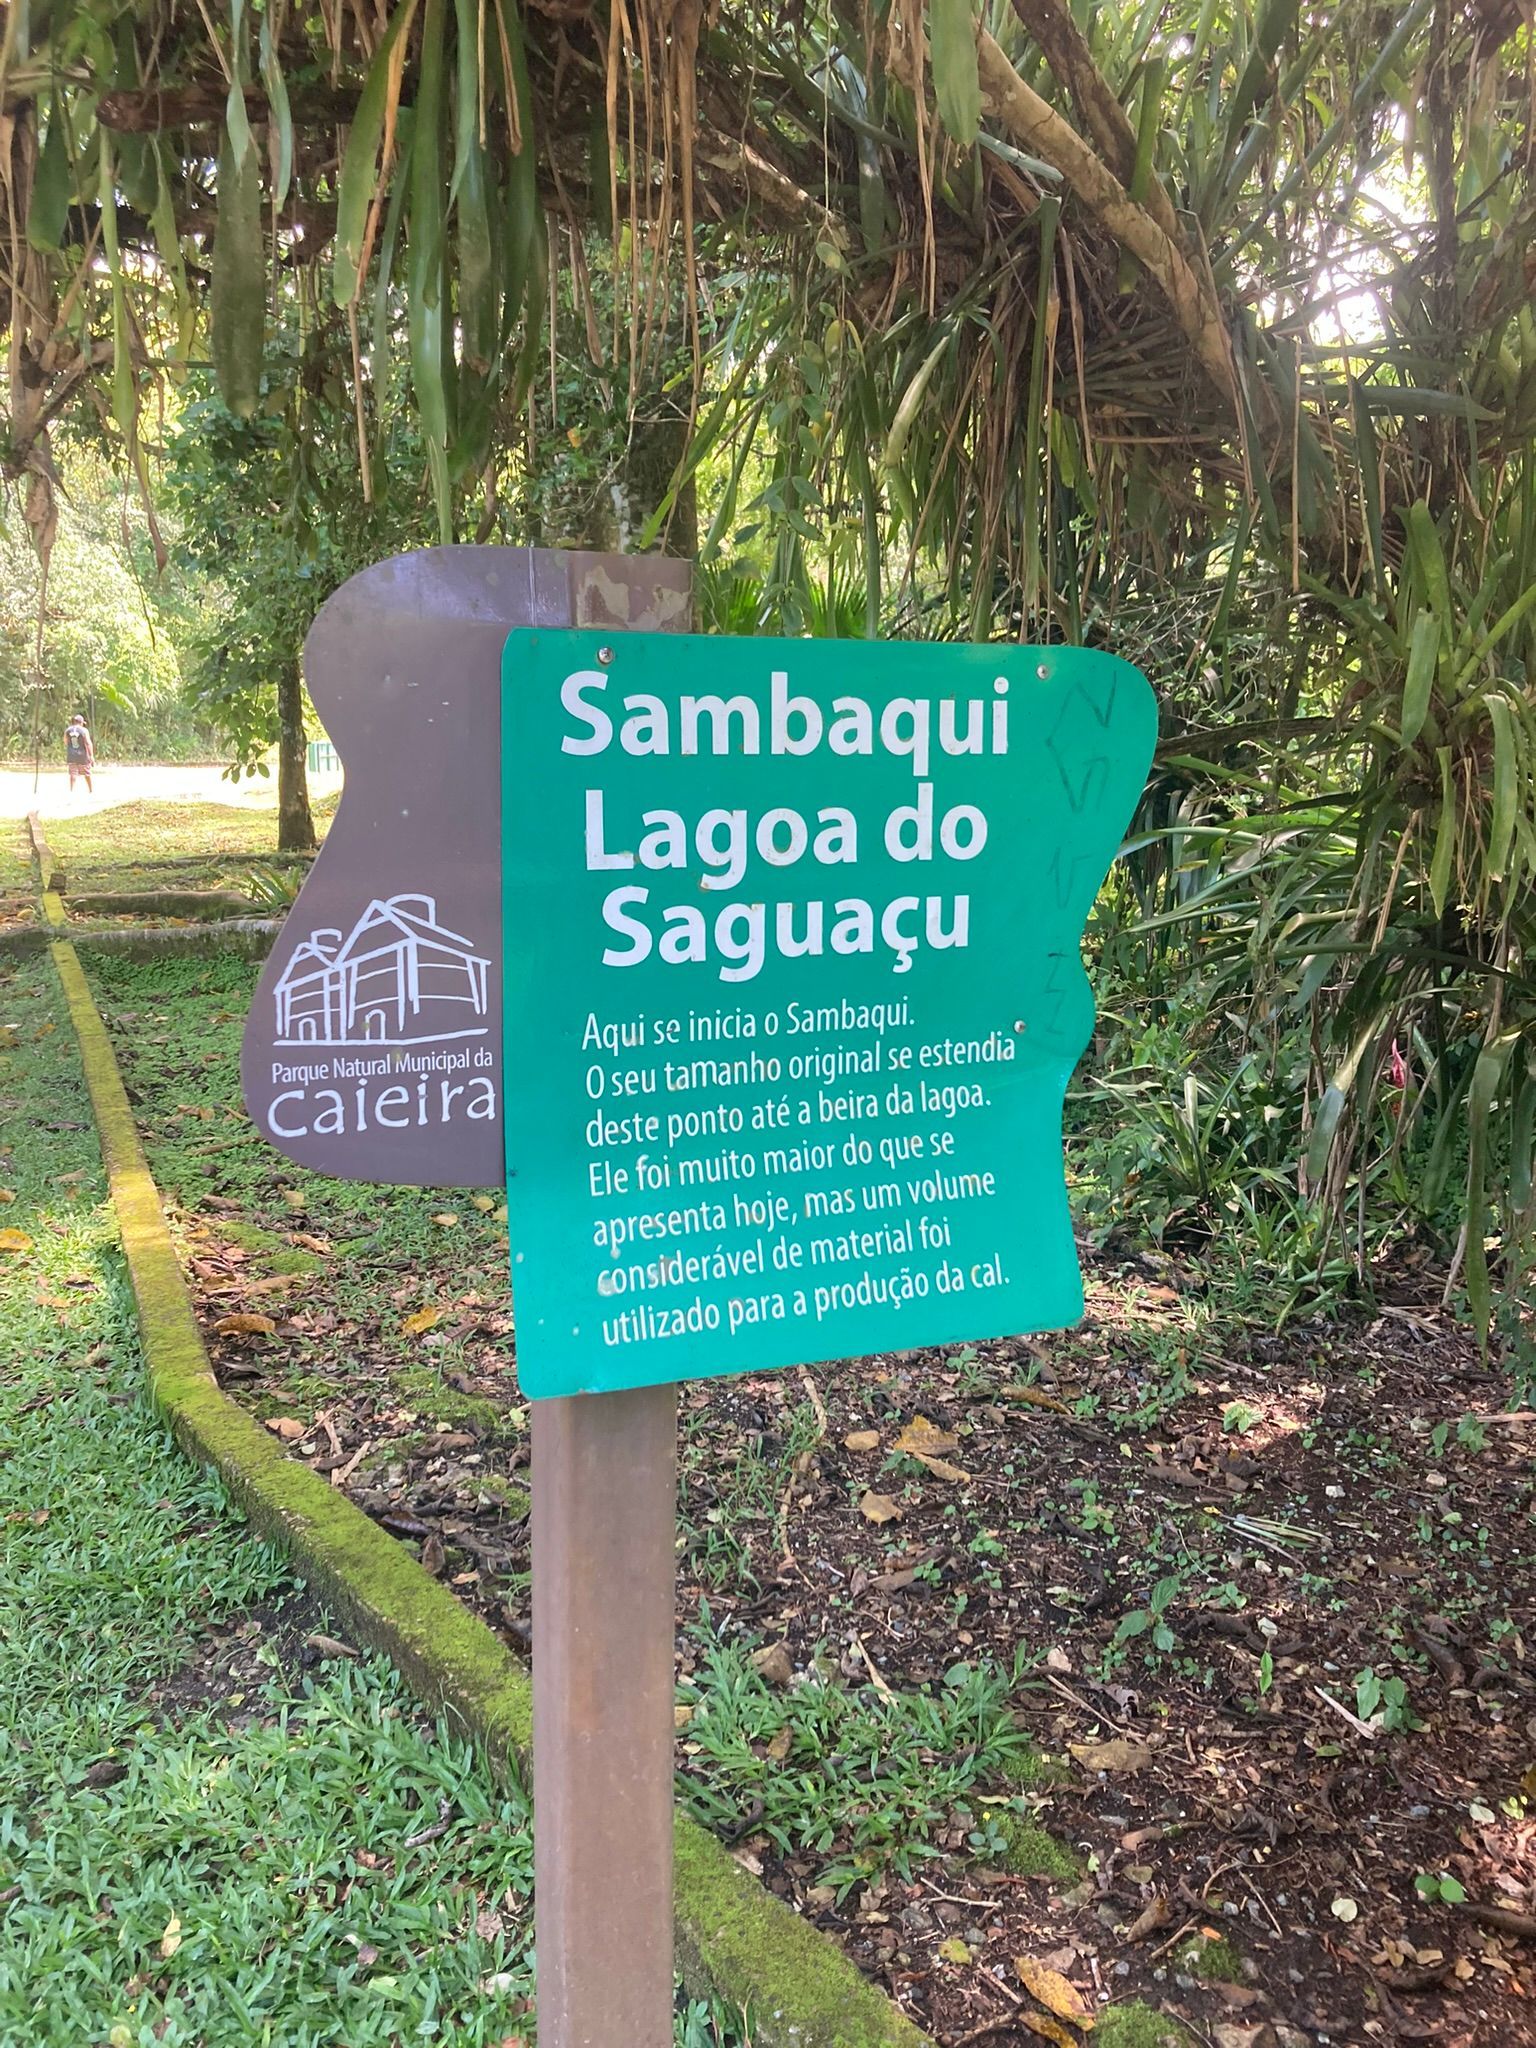 Sambaqui
Lagoa do
Saguaçu
Aqui se inicia o Sambaqui.
O seu tamanho original se estendia
deste ponto até a beira da lagoa.
Ele foi muito maior do que se
apresenta hoje, mas um volume
considerável de material foi
utilizado para a produção da cal.
Parque Natural Municipal da
caieira